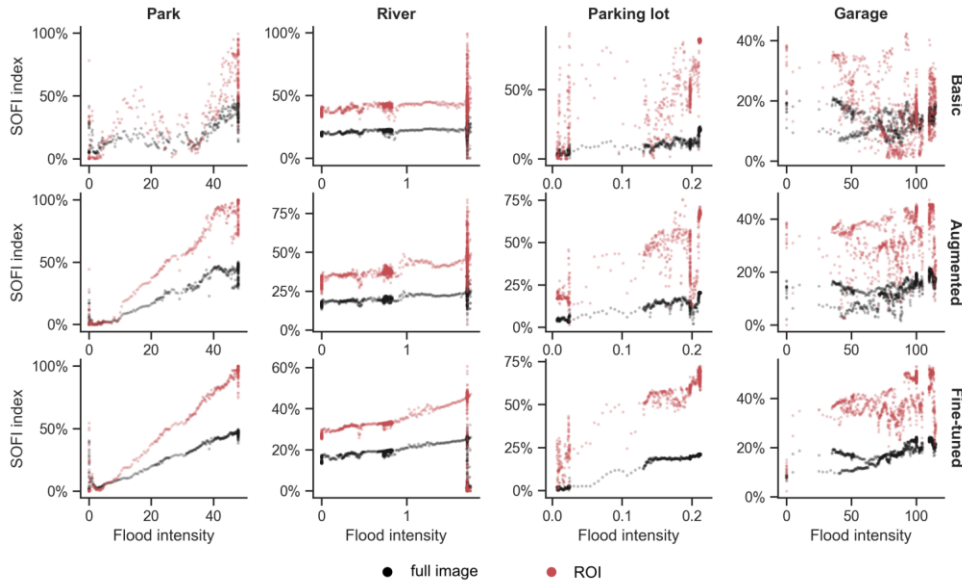 Park River Parking lot Garage
100%
50%
0%
SOFI index
0 20 40
100%
50%
0%
0 1
50%
0%
0.0 0.1 0.2
40%
20%
0%
50 100
Basic
100%
50%
0%
SOFI index
0 20 40
75%
50%
25%
0%
0 1
75%
50%
25%
0%
0.0 0.1 0.2
40%
20%
0%
50 100
Augmented
100%
50%
0%
SOFI index
0 20 40
Flood intensity
60%
40%
20%
0%
0 1
Flood intensity
75%
50%
25%
0%
0.0 0.1 0.2
Flood intensity
40%
20%
0%
50 100
Flood intensity
Fine-tuned
full image ROI